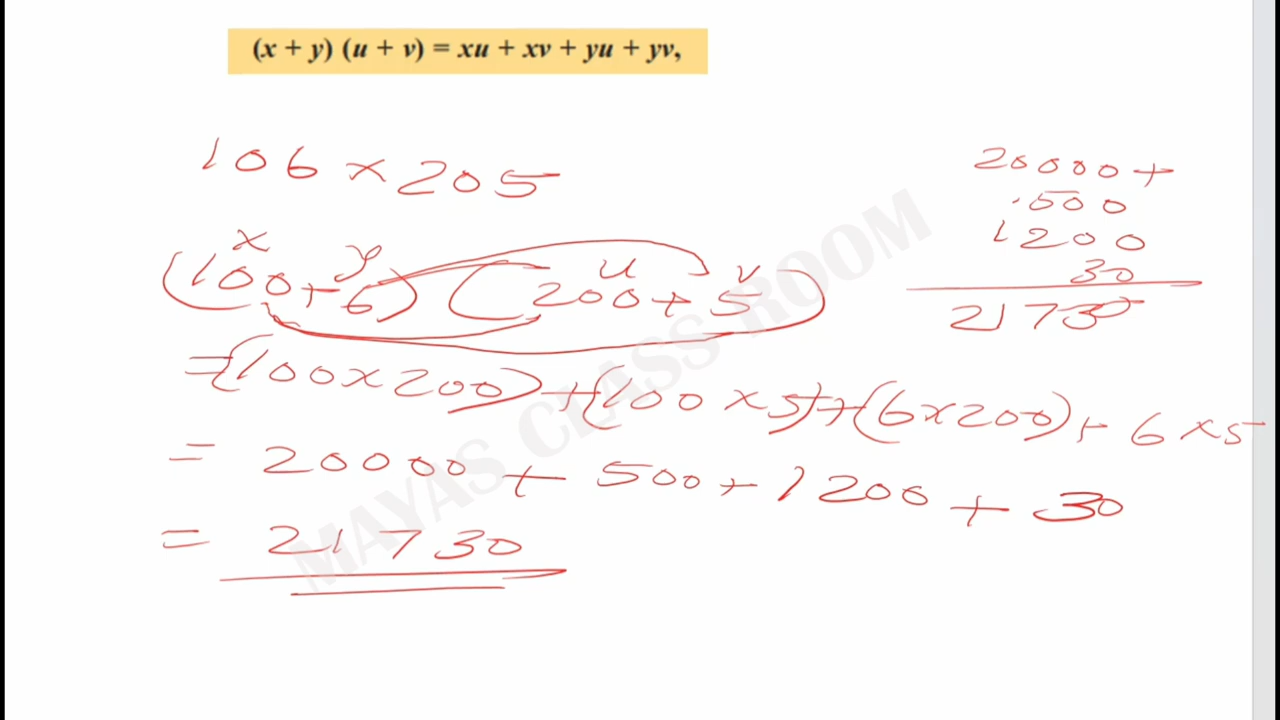 (x + y) (u + v) = xu + xv + yu + yv,
106 × 205
x y u v
(100+6) (200+5)
=(100×200) + (100 ×5)+(6×200)+ 6 ×5
= 20000 + 500 + 1200 + 30
= 21730
20000 +
500
1200
30
21730
MAYAS CLASS ROOM